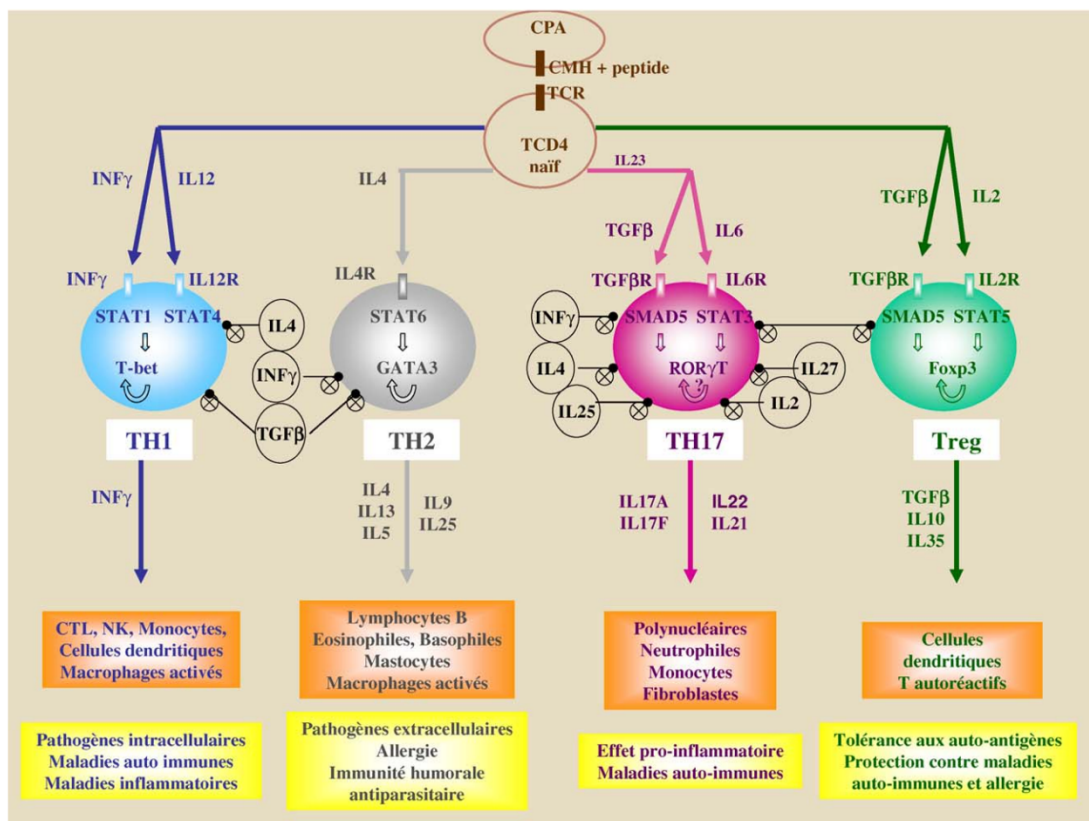 CPA
CMH + peptide
TCR
TCD4
naïf
INFγ
IL12
IL4
IL23
TGFβ
IL6
TGFβ
IL2
INFγ
IL12R
IL4R
TGFβR
IL6R
TGFβR
IL2R
STAT1
STAT4
T-bet
IL4
INFγ
TGFβ
STAT6
GATA3
INFγ
IL4
IL25
SMAD5
STAT3
RORγT
?
IL27
IL2
SMAD5
STAT5
Foxp3
TH1
TH2
TH17
Treg
INFγ
IL4
IL13
IL5
IL9
IL25
IL17A
IL17F
IL22
IL21
TGFβ
IL10
IL35
CTL, NK, Monocytes,
Cellules dendritiques
Macrophages activés
Lymphocytes B
Eosinophiles, Basophiles
Mastocytes
Macrophages activés
Polynucléaires
Neutrophiles
Monocytes
Fibroblastes
Cellules
dendritiques
T autoréactifs
Pathogènes intracellulaires
Maladies auto immunes
Maladies inflammatoires
Pathogènes extracellulaires
Allergie
Immunité humorale
antiparasitaire
Effet pro-inflammatoire
Maladies auto-immunes
Tolérance aux auto-antigènes
Protection contre maladies
auto-immunes et allergie